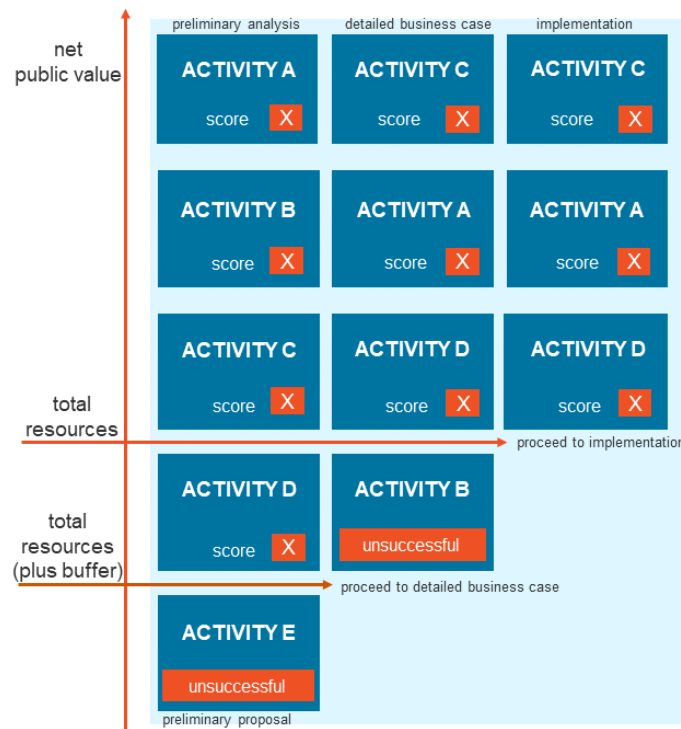 preliminary analysis
detailed business case
implementation
net
public value
ACTIVITY A
score X
ACTIVITY C
score X
ACTIVITY C
score X
ACTIVITY B
score X
ACTIVITY A
score X
ACTIVITY A
score X
ACTIVITY C
score X
ACTIVITY D
score X
ACTIVITY D
score X
total
resources
proceed to implementation
ACTIVITY D
score X
ACTIVITY B
unsuccessful
total
resources
(plus buffer)
proceed to detailed business case
ACTIVITY E
unsuccessful
preliminary proposal